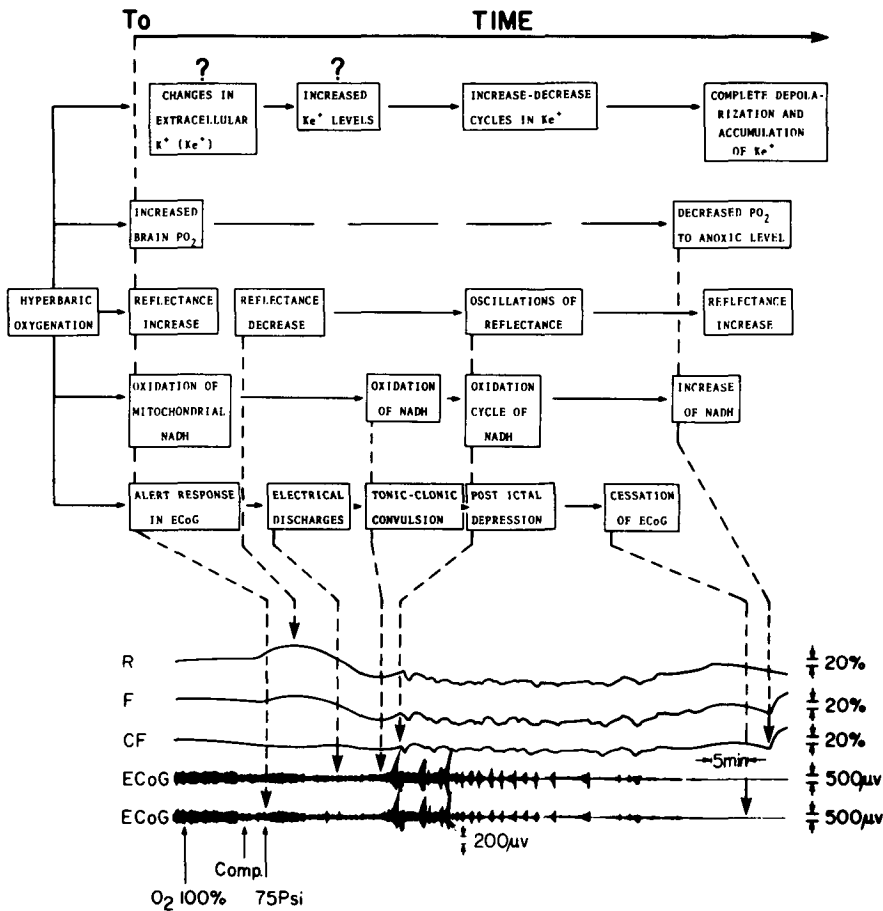 To
TIME
?
?
CHANGES IN
EXTRACELLULAR
K⁺ (Ke⁺)
INCREASED
Ke⁺ LEVELS
INCREASE-DECREASE
CYCLES IN Ke⁺
COMPLETE DEPOLA-
RIZATION AND
ACCUMULATION
OF Ke⁺
INCREASED
BRAIN PO₂
DECREASED PO₂
TO ANOXIC LEVEL
HYPERBARIC
OXYGENATION
REFLECTANCE
INCREASE
REFLECTANCE
DECREASE
OSCILLATIONS OF
REFLECTANCE
REFLECTANCE
INCREASE
OXIDATION OF
MITOCHONDRIAL
NADH
OXIDATION
OF NADH
OXIDATION
CYCLE OF
NADH
INCREASE
OF NADH
ALERT RESPONSE
IN ECoG
ELECTRICAL
DISCHARGES
TONIC-CLONIC
CONVULSION
POST ICTAL
DEPRESSION
CESSATION
OF ECoG
R
20%
F
20%
CF
20%
5min
ECoG
500μv
ECoG
500μv
200μv
Comp.
O₂ 100%
75Psi